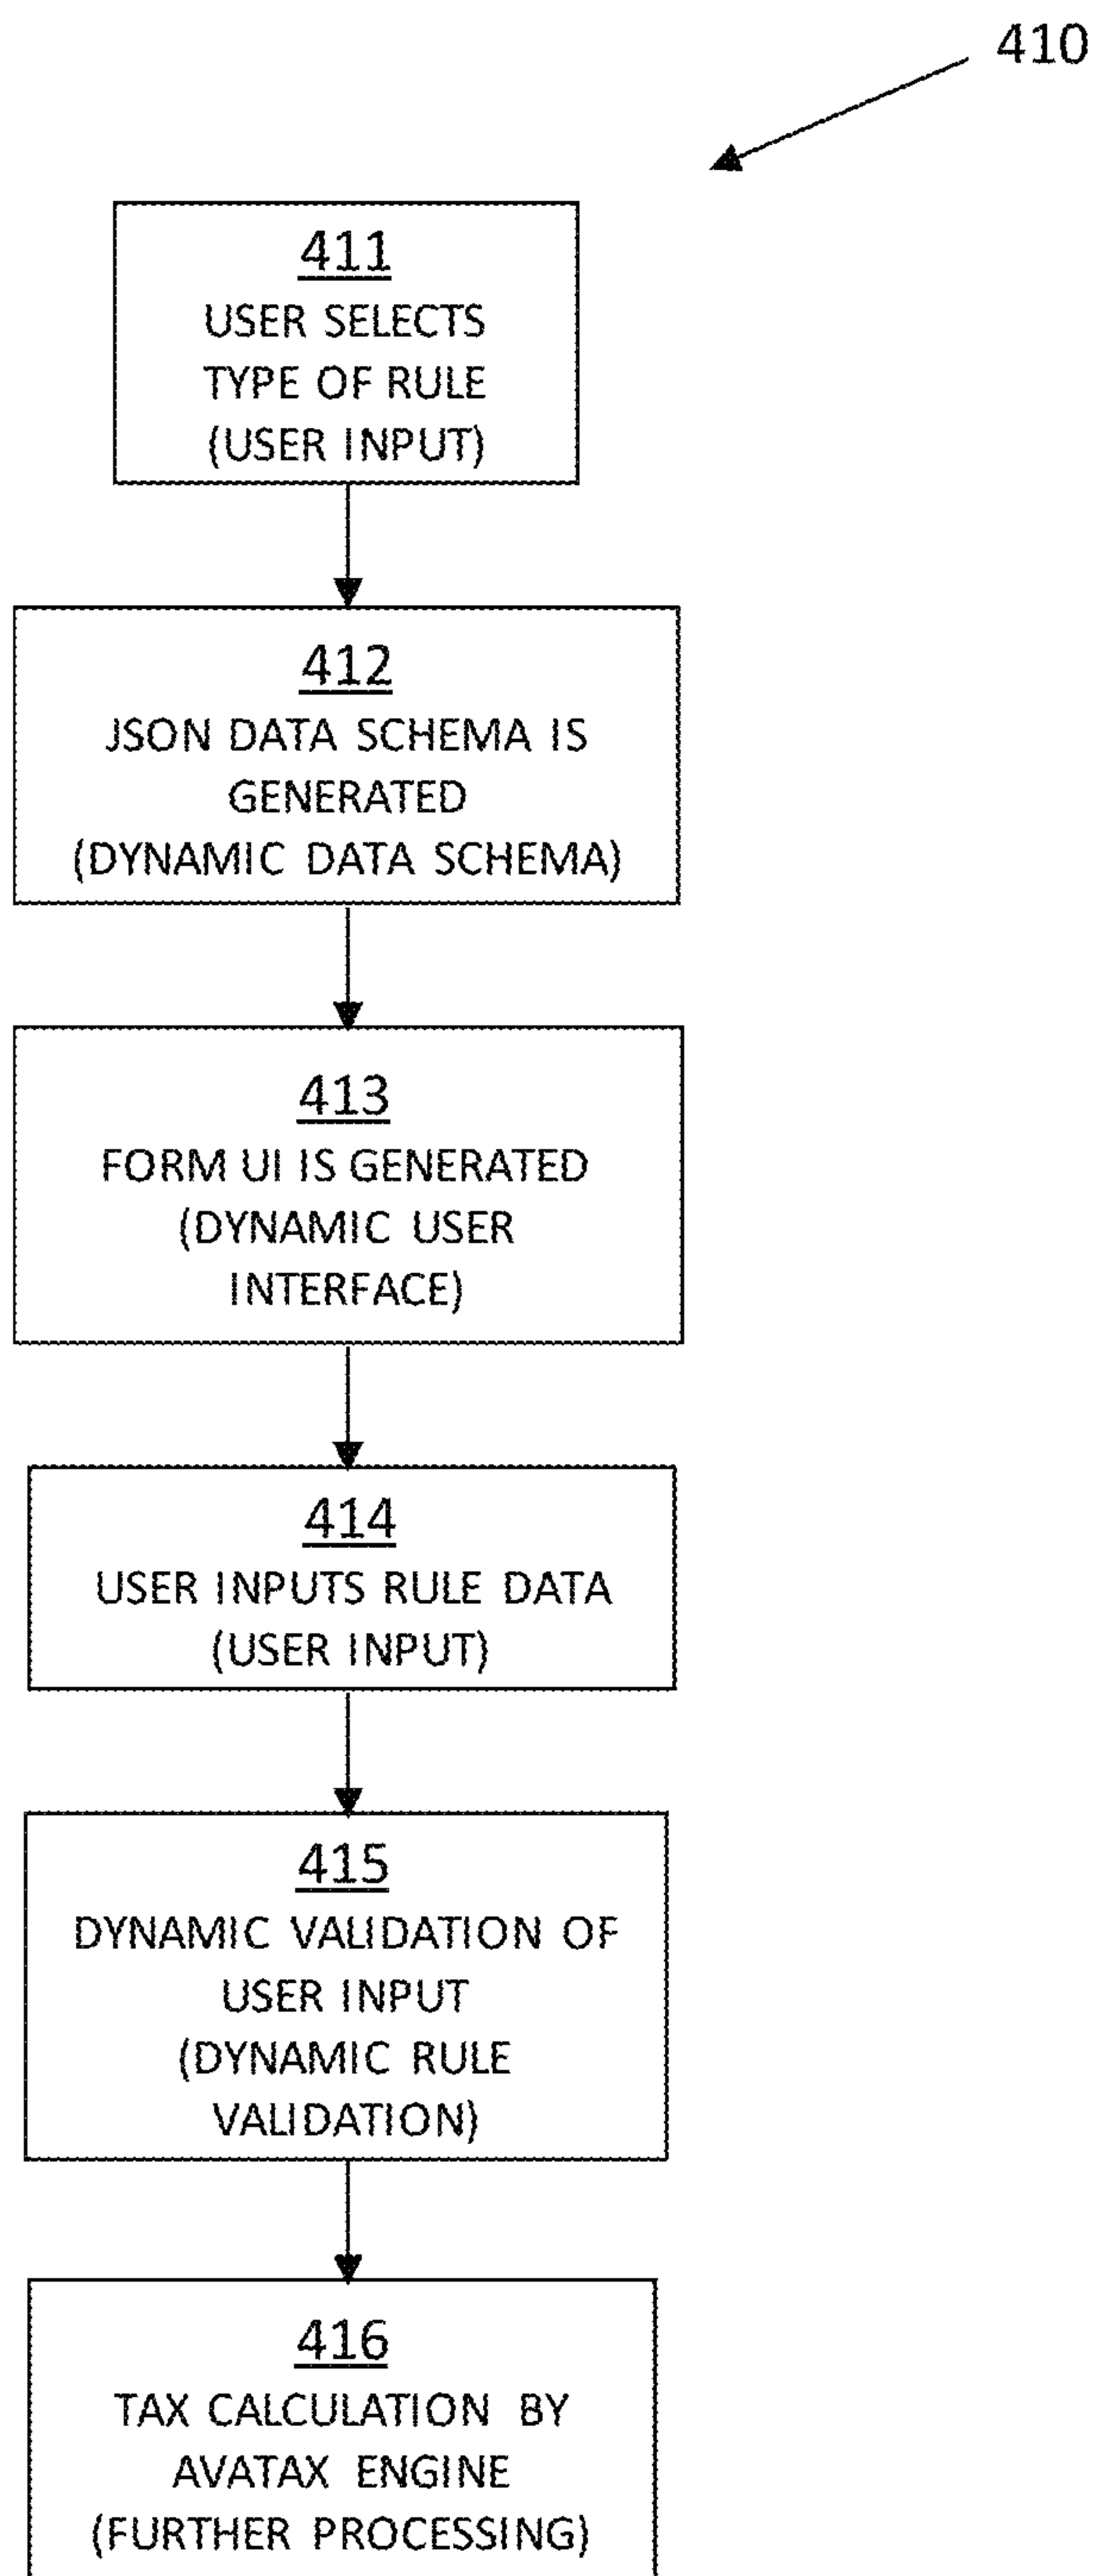 410
411
USER SELECTS
TYPE OF RULE
(USER INPUT)
412
JSON DATA SCHEMA IS
GENERATED
(DYNAMIC DATA SCHEMA)
413
FORM UI IS GENERATED
(DYNAMIC USER
INTERFACE)
414
USER INPUTS RULE DATA
(USER INPUT)
415
DYNAMIC VALIDATION OF
USER INPUT
(DYNAMIC RULE
VALIDATION)
416
TAX CALCULATION BY
AVATAX ENGINE
(FURTHER PROCESSING)